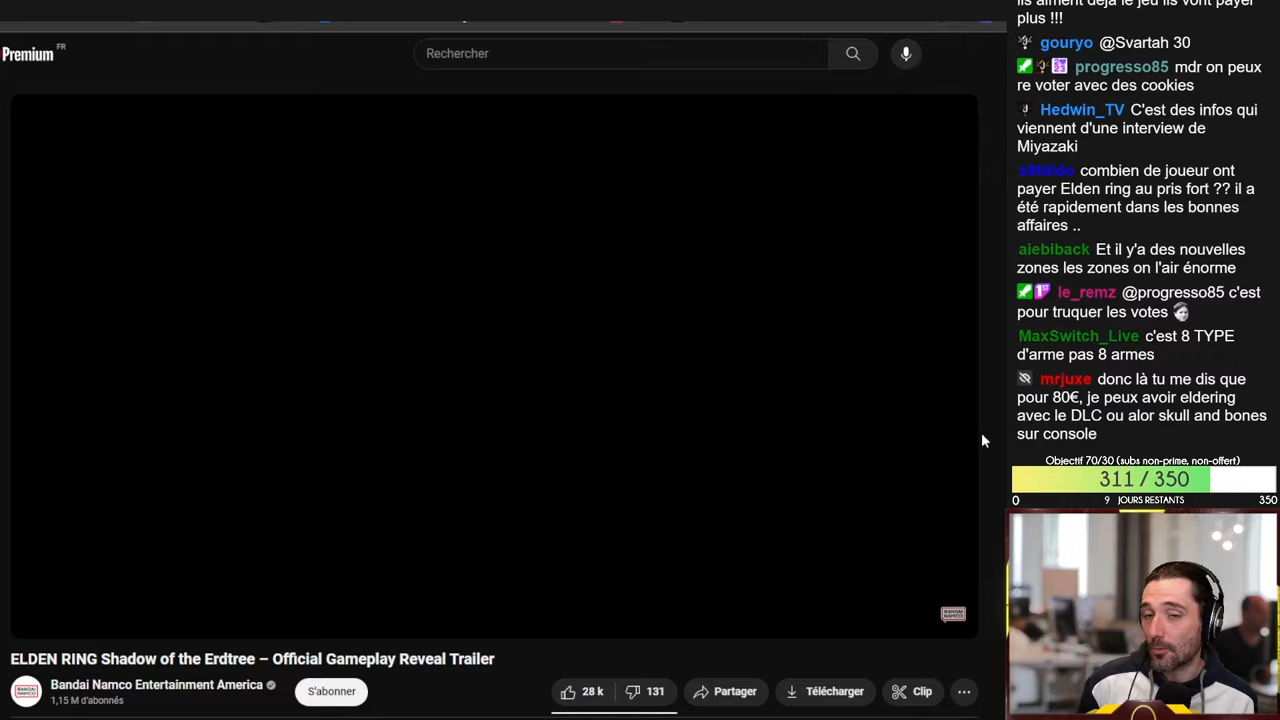 Premium FR
Rechercher
ils aiment déjà le jeu ils vont payer
plus !!!
gouryo @Svartah 30
progresso85 mdr on peux
re voter avec des cookies
Hedwin_TV C'est des infos qui
viennent d'une interview de
Miyazaki
combien de joueur ont
payer Elden ring au pris fort ?? il a
été rapidement dans les bonnes
affaires ..
aiebiback Et il y'a des nouvelles
zones les zones on l'air énorme
le_remz @progresso85 c'est
pour truquer les votes
MaxSwitch_Live c'est 8 TYPE
d'arme pas 8 armes
mrjuxe donc là tu me dis que
pour 80€, je peux avoir eldering
avec le DLC ou alor skull and bones
sur console
Objectif 70/30 (subs non-prime, non-offert)
311 / 350
0 9 JOURS RESTANTS 350
BANDAI NAMCO
ELDEN RING Shadow of the Erdtree – Official Gameplay Reveal Trailer
BANDAI NAMCO
Bandai Namco Entertainment America
1,15 M d'abonnés
S'abonner
28 k
131
Partager
Télécharger
Clip